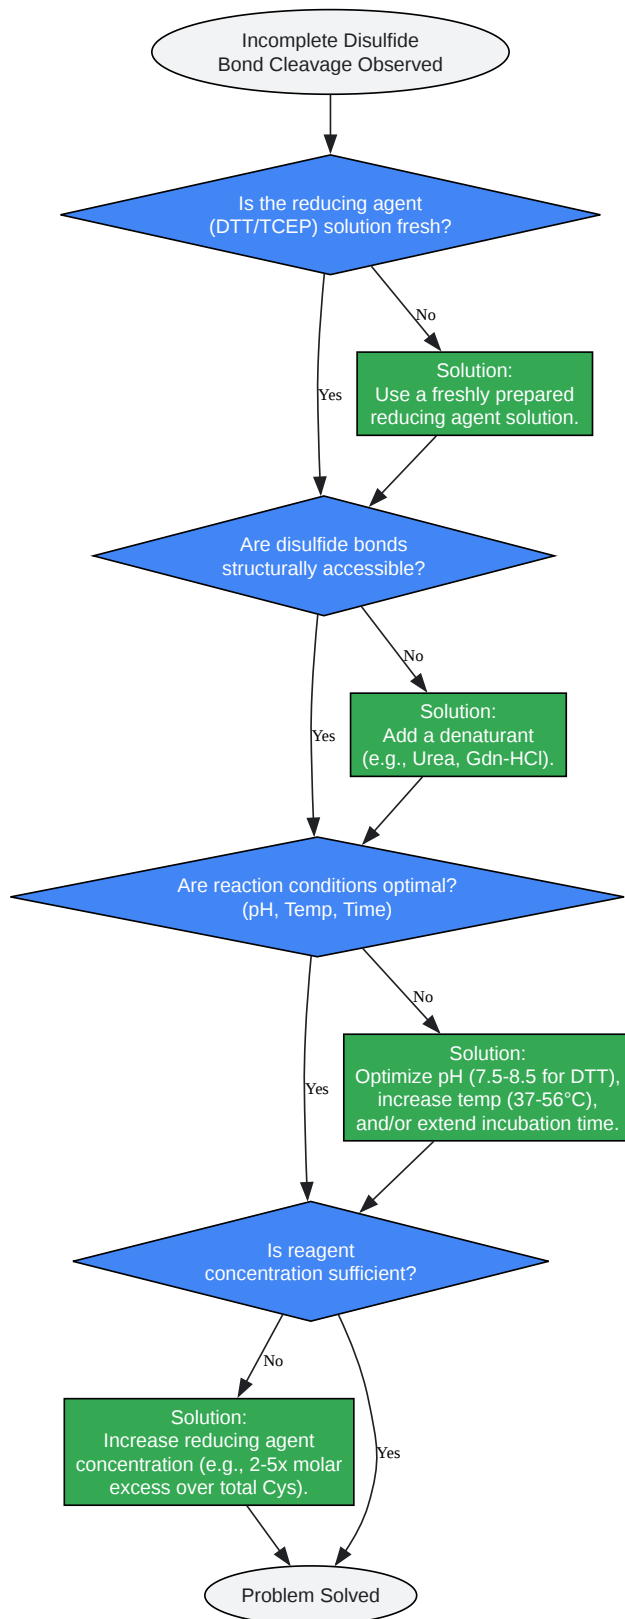 Incomplete Disulfide
Bond Cleavage Observed
Is the reducing agent
(DTT/TCEP) solution fresh?
No
Solution:
Use a freshly prepared
reducing agent solution.
Yes
Are disulfide bonds
structurally accessible?
No
Solution:
Add a denaturant
(e.g., Urea, Gdn-HCl).
Yes
Are reaction conditions optimal?
(pH, Temp, Time)
No
Solution:
Optimize pH (7.5-8.5 for DTT),
increase temp (37-56°C),
and/or extend incubation time.
Yes
Is reagent
concentration sufficient?
No
Solution:
Increase reducing agent
concentration (e.g., 2-5x molar
excess over total Cys).
Yes
Problem Solved